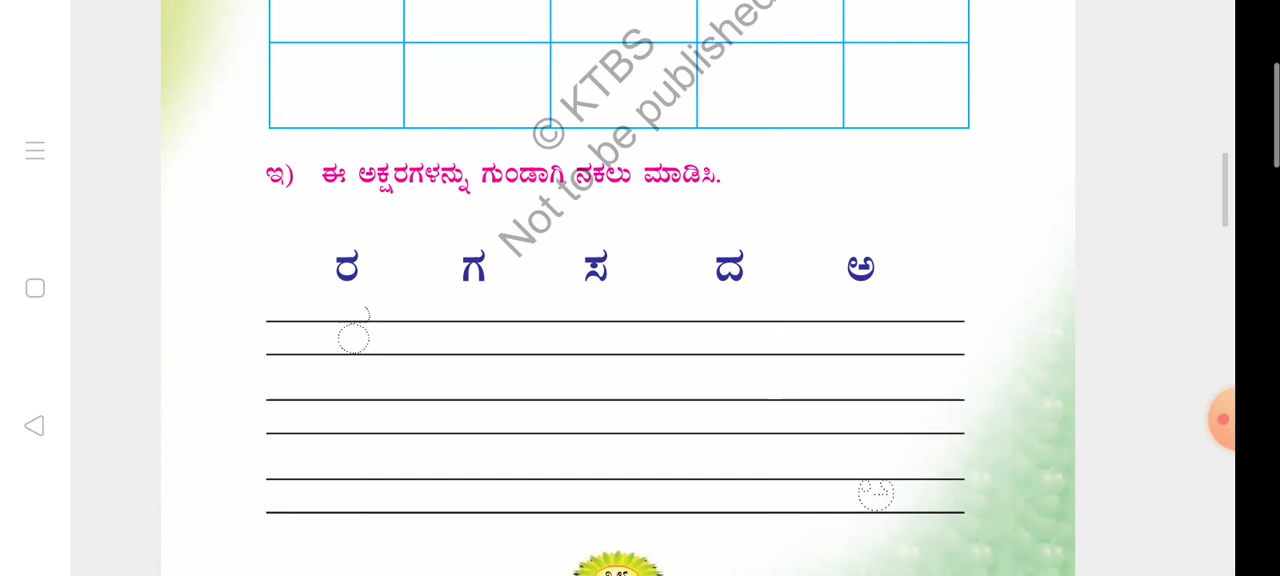 © KTBS
Not to be published
ಇ) ಈ ಅಕ್ಷರಗಳನ್ನು ಗುಂಡಾಗಿ ನಕಲು ಮಾಡಿಸಿ.
ರ ಗ ಸ ದ ಅ
ರ
ಅ